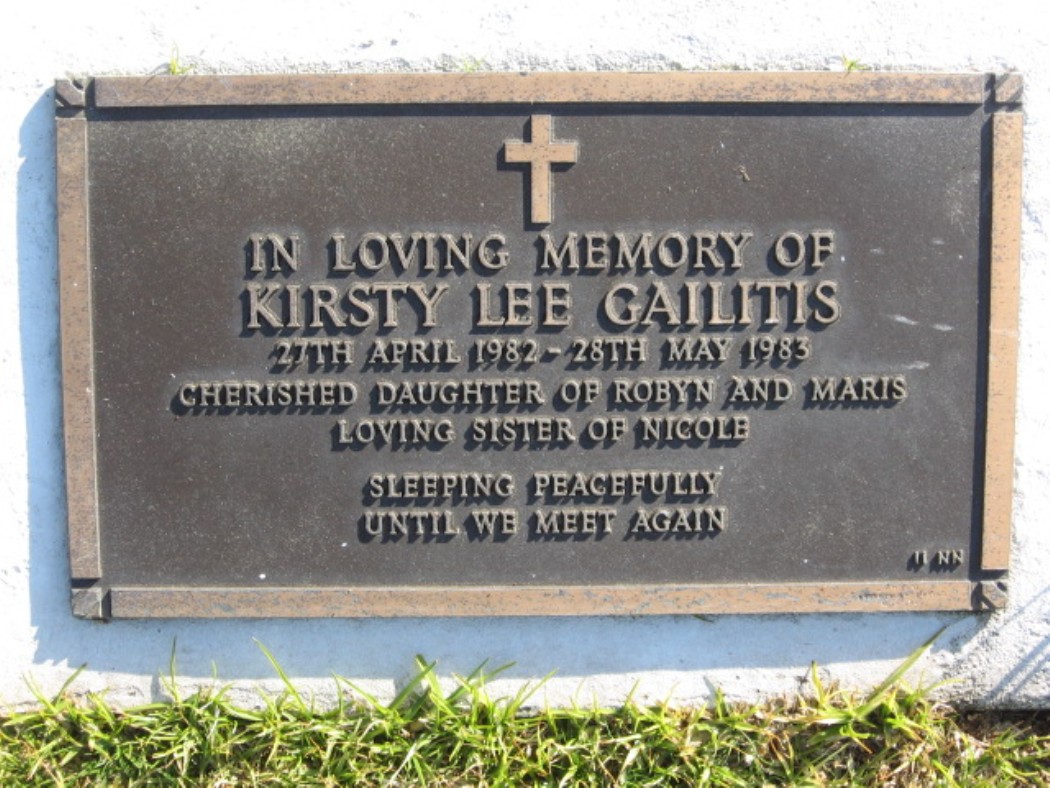 IN LOVING MEMORY OF
KIRSTY LEE GAILITIS
27TH APRIL 1982 - 28TH MAY 1983
CHERISHED DAUGHTER OF ROBYN AND MARIS
LOVING SISTER OF NICOLE
SLEEPING PEACEFULLY
UNTIL WE MEET AGAIN
11 NN